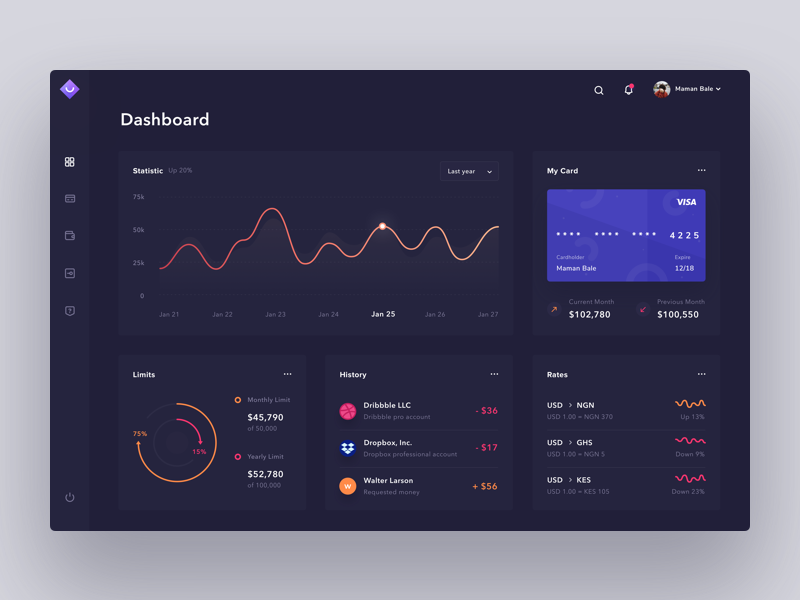 Maman Bale
Dashboard
Statistic Up 20%
Last year
75k
50k
25k
0
Jan 21 Jan 22 Jan 23 Jan 24 Jan 25 Jan 26 Jan 27
My Card
VISA
4225
Cardholder Expire
Maman Bale 12/18
Current Month Previous Month
$102,780 $100,550
Limits
75%
15%
Monthly Limit
$45,790
of 50,000
Yearly Limit
$52,780
of 100,000
History
Dribbble LLC
Dribbble pro account
- $36
Dropbox, Inc.
Dropbox professional account
- $17
W
Walter Larson
Requested money
+ $56
Rates
USD > NGN
USD 1.00 = NGN 370 Up 13%
USD > GHS
USD 1.00 = NGN 5 Down 9%
USD > KES
USD 1.00 = KES 105 Down 23%